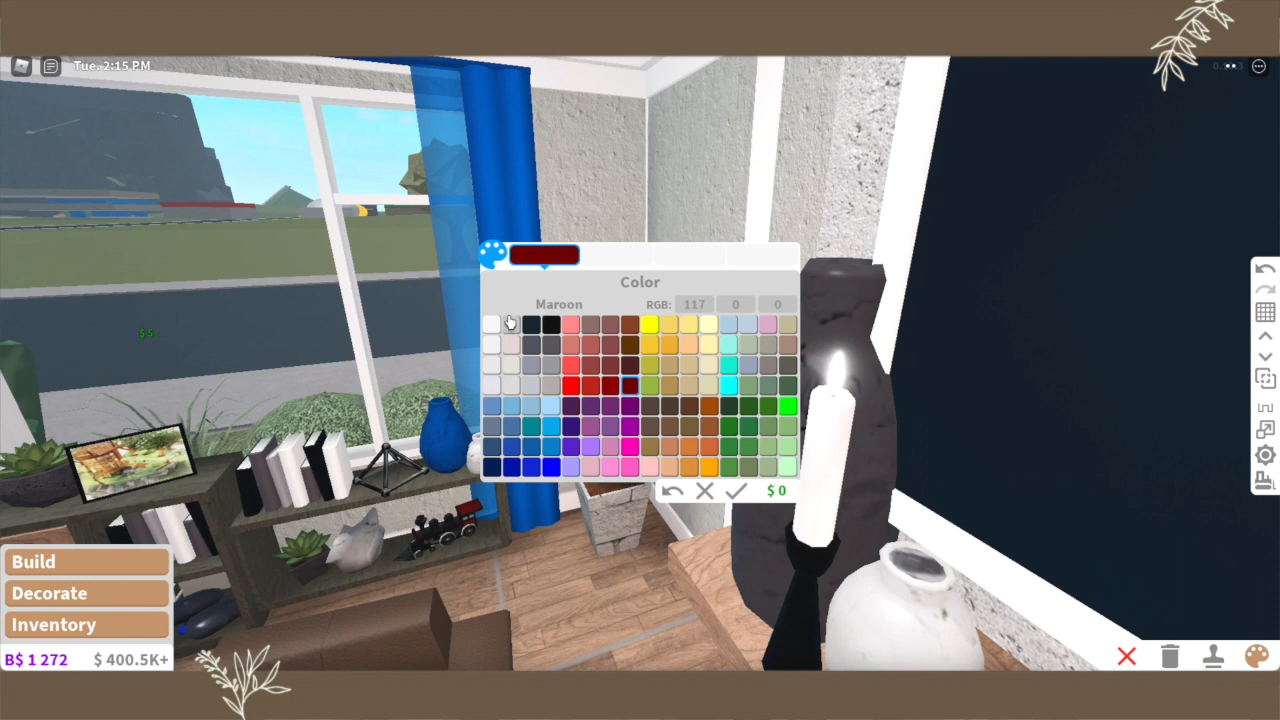 Tue. 2:15 PM
$5
Color
Maroon RGB: 117 0 0
$ 0
Build
Decorate
Inventory
B$ 1 272 $ 400.5K+